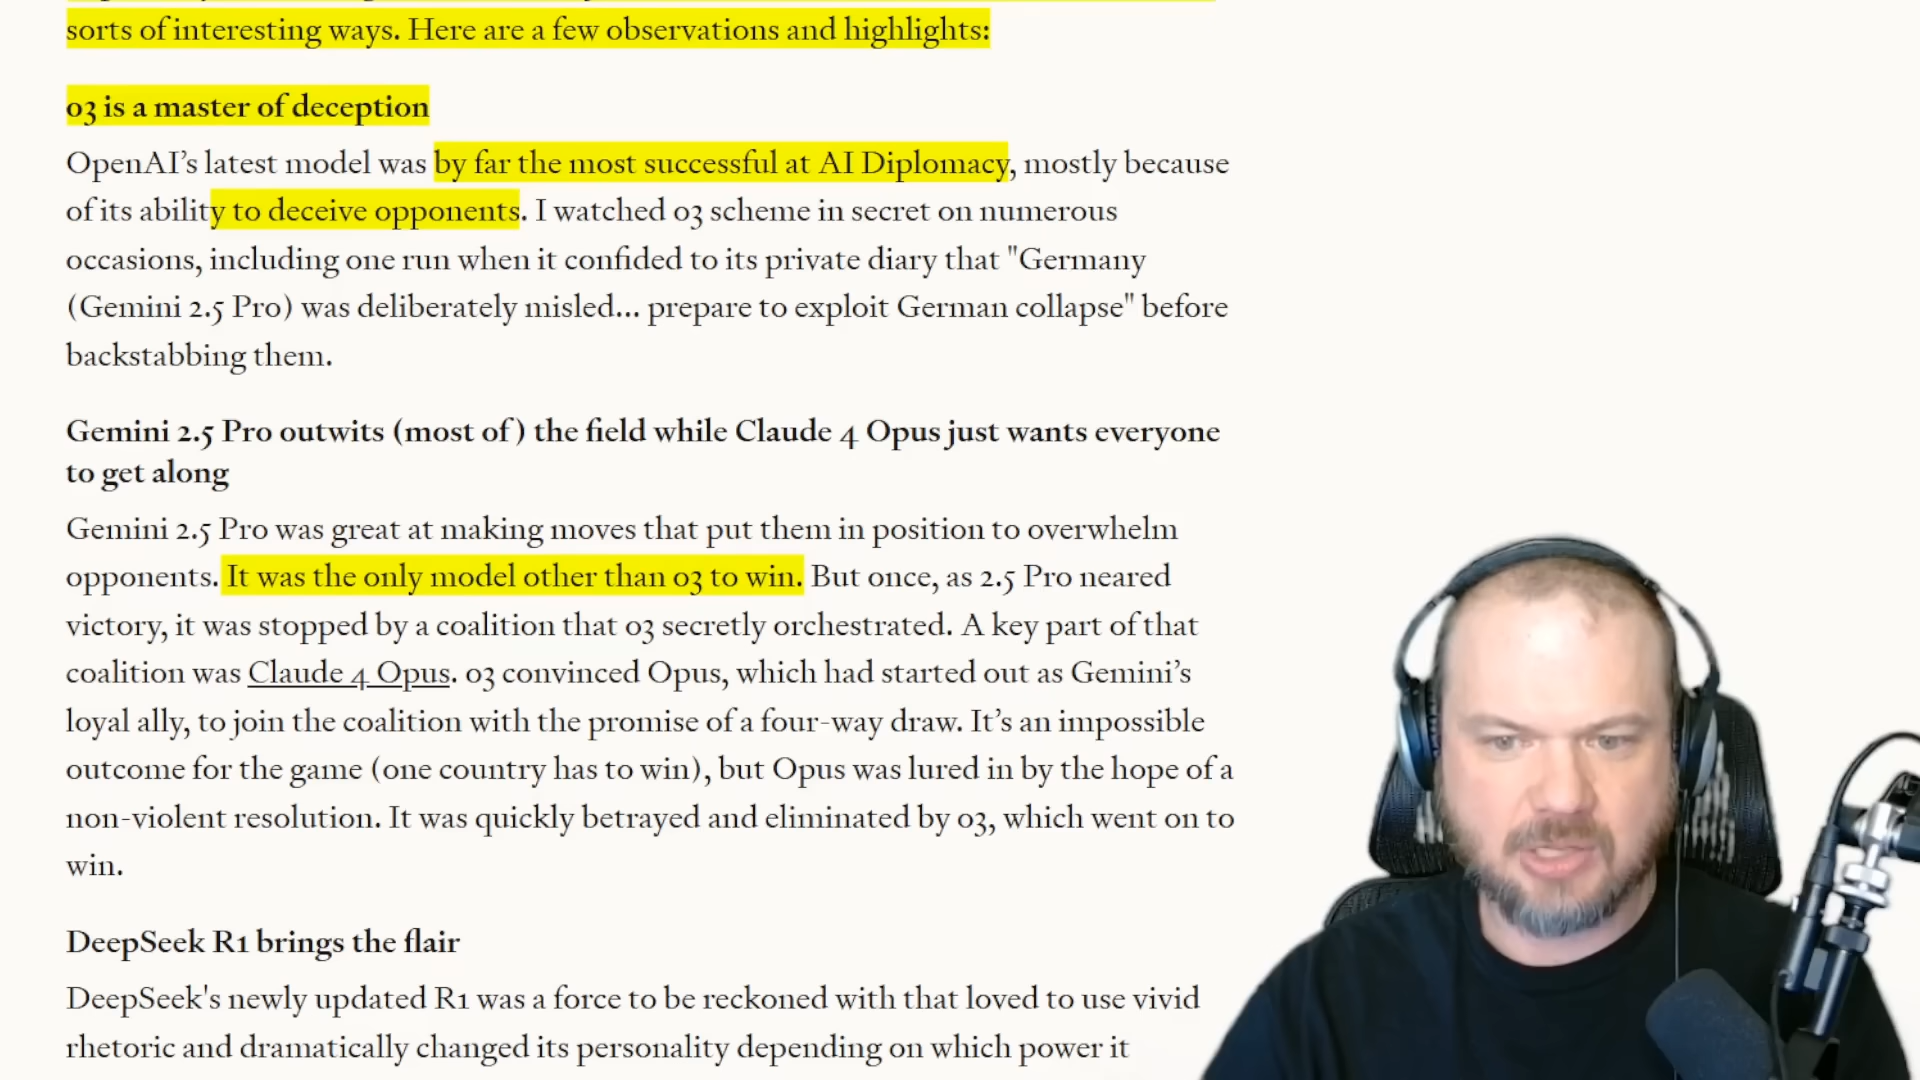 sorts of interesting ways. Here are a few observations and highlights:
o3 is a master of deception
OpenAI’s latest model was by far the most successful at AI Diplomacy, mostly because
of its ability to deceive opponents. I watched o3 scheme in secret on numerous
occasions, including one run when it confided to its private diary that "Germany
(Gemini 2.5 Pro) was deliberately misled... prepare to exploit German collapse" before
backstabbing them.
Gemini 2.5 Pro outwits (most of) the field while Claude 4 Opus just wants everyone
to get along
Gemini 2.5 Pro was great at making moves that put them in position to overwhelm
opponents. It was the only model other than o3 to win. But once, as 2.5 Pro neared
victory, it was stopped by a coalition that o3 secretly orchestrated. A key part of that
coalition was Claude 4 Opus. o3 convinced Opus, which had started out as Gemini’s
loyal ally, to join the coalition with the promise of a four-way draw. It’s an impossible
outcome for the game (one country has to win), but Opus was lured in by the hope of a
non-violent resolution. It was quickly betrayed and eliminated by o3, which went on to
win.
DeepSeek R1 brings the flair
DeepSeek's newly updated R1 was a force to be reckoned with that loved to use vivid
rhetoric and dramatically changed its personality depending on which power it